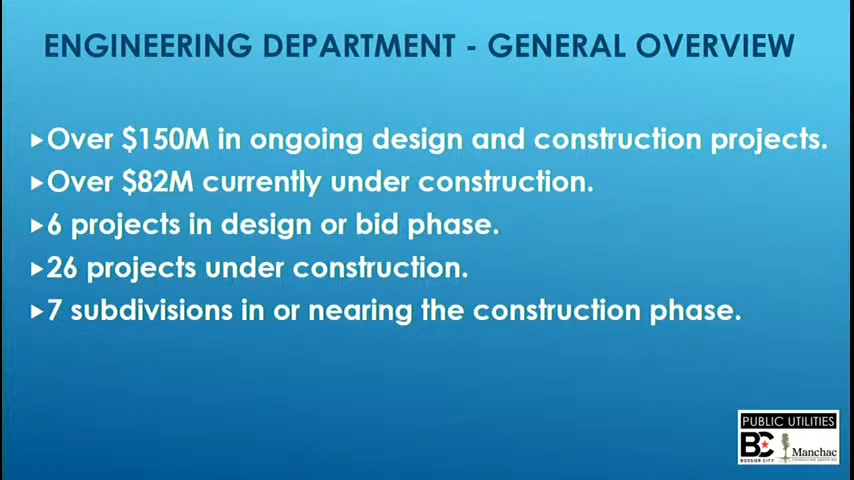 ENGINEERING DEPARTMENT - GENERAL OVERVIEW
Over $150M in ongoing design and construction projects.
Over $82M currently under construction.
6 projects in design or bid phase.
26 projects under construction.
7 subdivisions in or nearing the construction phase.
PUBLIC UTILITIES
BC
BOSSIER CITY
Manchac